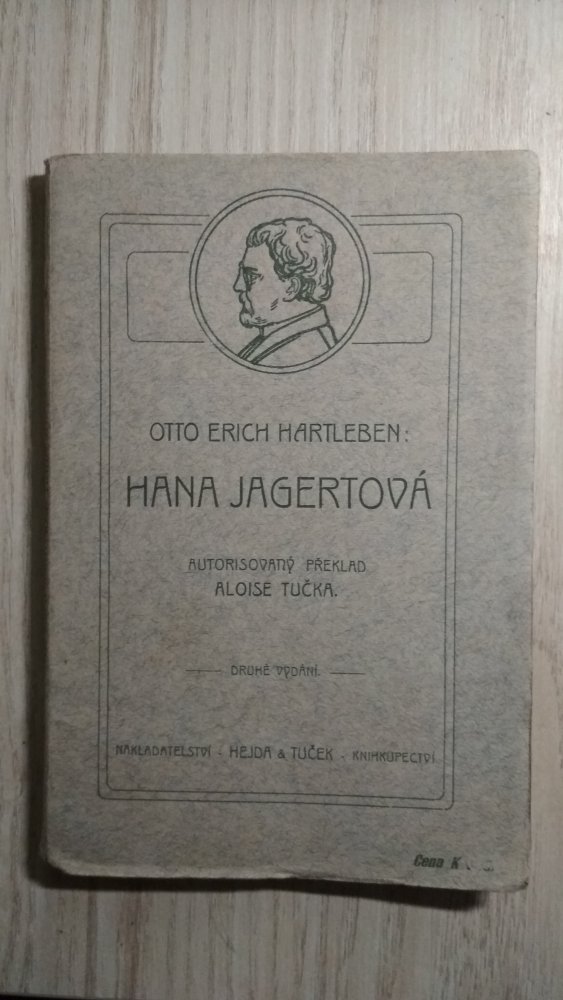 OTTO ERICH HARTLEBEN:
HANA JAGERTOVÁ
AUTORISOVANÝ PŘEKLAD
ALOISE TUČKA.
DRUHÉ VYDÁNÍ.
NAKLADATELSTVÍ - HEJDA & TUČEK - KNIHKUPECTVÍ
Cena K